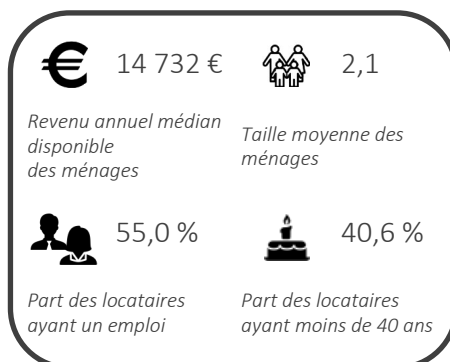 14 732 €
Revenu annuel médian
disponible
des ménages
2,1
Taille moyenne des
ménages
55,0 %
Part des locataires
ayant un emploi
40,6 %
Part des locataires
ayant moins de 40 ans